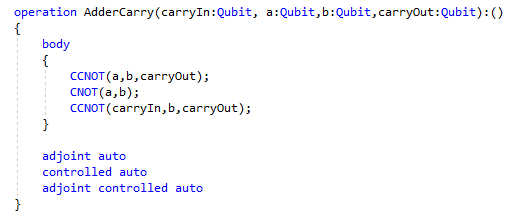 operation AdderCarry(carryIn:Qubit, a:Qubit,b:Qubit,carryOut:Qubit):()
{
    body
    {
        CCNOT(a,b,carryOut);
        CNOT(a,b);
        CCNOT(carryIn,b,carryOut);
    }

    adjoint auto
    controlled auto
    adjoint controlled auto
}